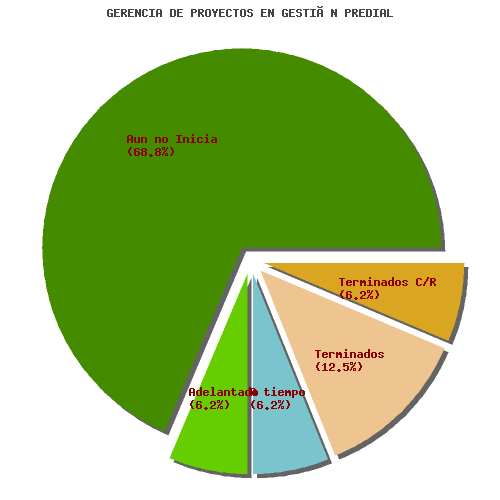 GERENCIA DE PROYECTOS EN GESTIÃ N PREDIAL
Aun no Inicia
(68.8%)
Terminados C/R
(6.2%)
Terminados
(12.5%)
Adelantado
(6.2%)
A tiempo
(6.2%)